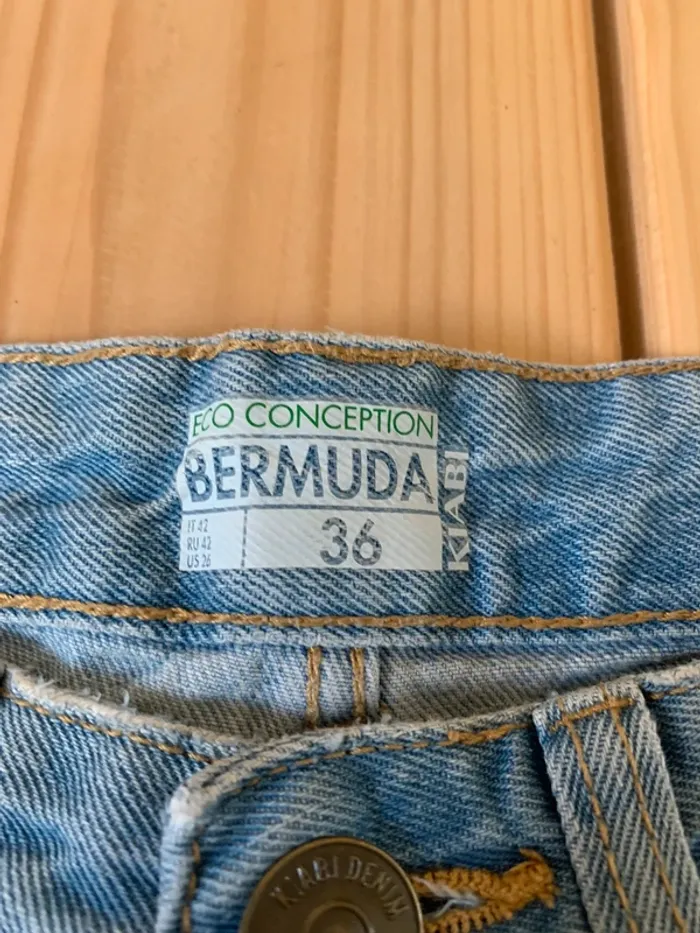 ECO CONCEPTION
BERMUDA
KIABI
IT 42
RU 42
US 26
36
KIABI DENIM